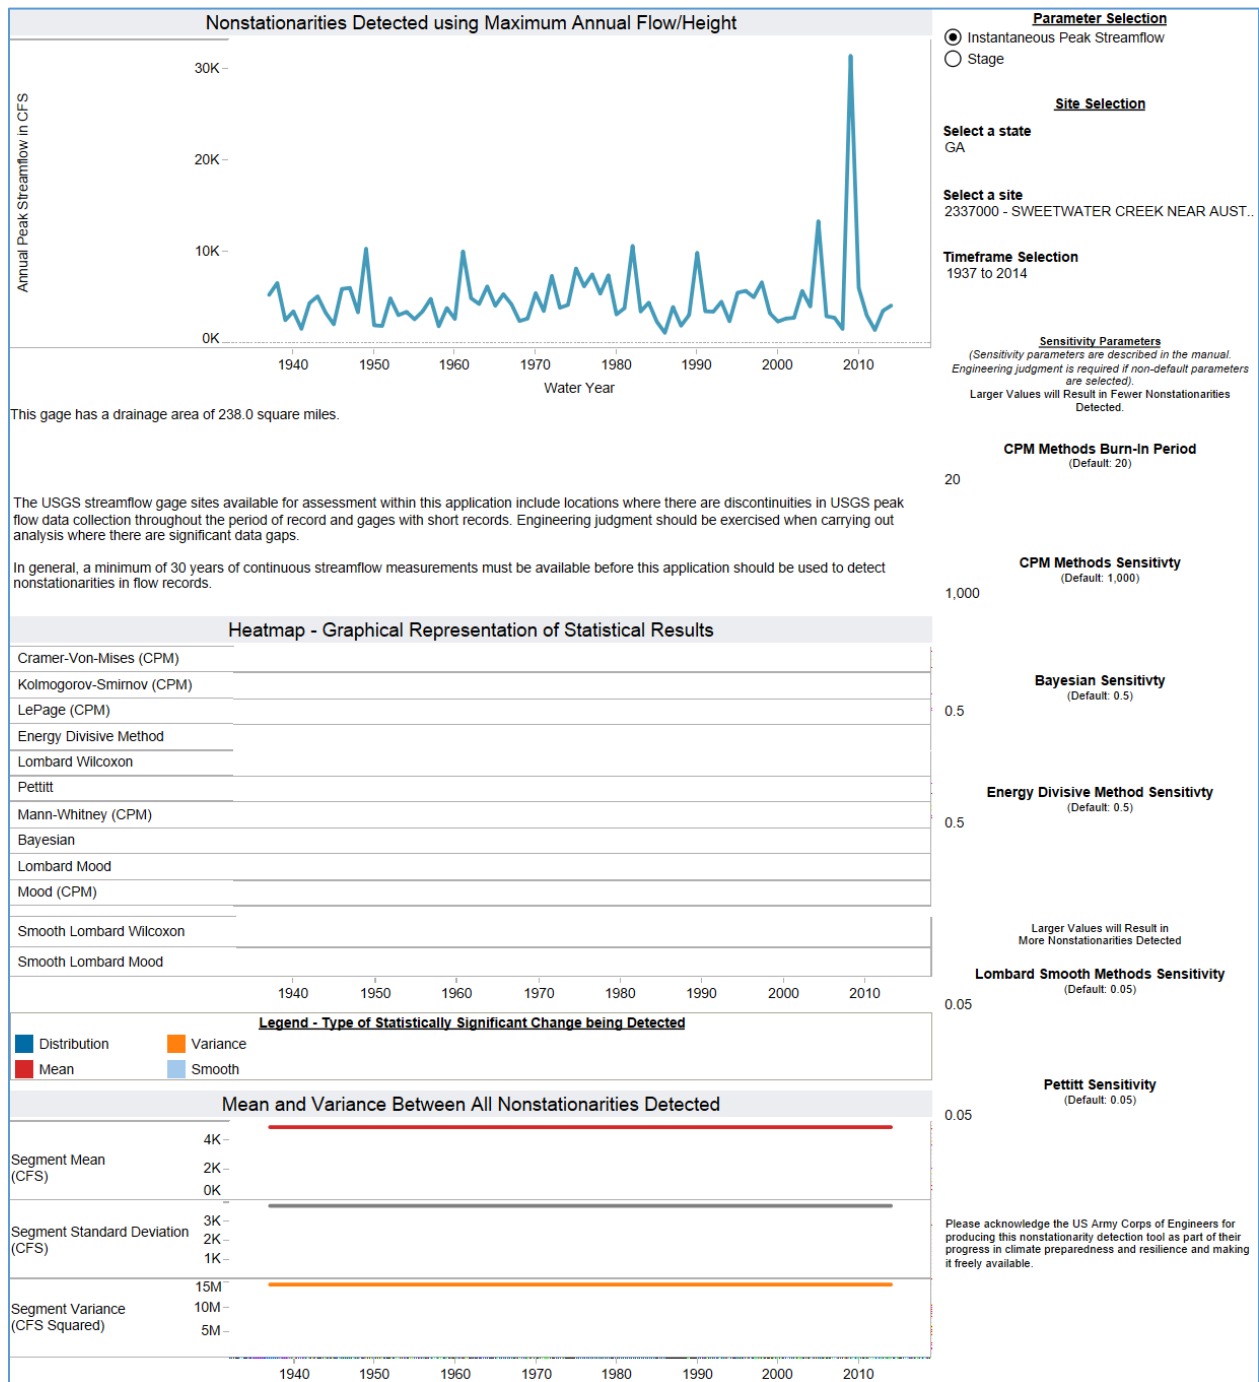 Nonstationarities Detected using Maximum Annual Flow/Height
Annual Peak Streamflow in CFS
30K
20K
10K
0K
1940 1950 1960 1970 1980 1990 2000 2010
Water Year
This gage has a drainage area of 238.0 square miles.
The USGS streamflow gage sites available for assessment within this application include locations where there are discontinuities in USGS peak
flow data collection throughout the period of record and gages with short records. Engineering judgment should be exercised when carrying out
analysis where there are significant data gaps.
In general, a minimum of 30 years of continuous streamflow measurements must be available before this application should be used to detect
nonstationarities in flow records.
Heatmap - Graphical Representation of Statistical Results
Cramer-Von-Mises (CPM)
Kolmogorov-Smirnov (CPM)
LePage (CPM)
Energy Divisive Method
Lombard Wilcoxon
Pettitt
Mann-Whitney (CPM)
Bayesian
Lombard Mood
Mood (CPM)
Smooth Lombard Wilcoxon
Smooth Lombard Mood
1940 1950 1960 1970 1980 1990 2000 2010
Legend - Type of Statistically Significant Change being Detected
Distribution Variance
Mean Smooth
Mean and Variance Between All Nonstationarities Detected
Segment Mean
(CFS)
4K
2K
0K
Segment Standard Deviation
(CFS)
3K
2K
1K
Segment Variance
(CFS Squared)
15M
10M
5M
1940 1950 1960 1970 1980 1990 2000 2010
Parameter Selection
Instantaneous Peak Streamflow
Stage
Site Selection
Select a state
GA
Select a site
2337000 - SWEETWATER CREEK NEAR AUST..
Timeframe Selection
1937 to 2014
Sensitivity Parameters
(Sensitivity parameters are described in the manual.
Engineering judgment is required if non-default parameters
are selected).
Larger Values will Result in Fewer Nonstationarities
Detected.
CPM Methods Burn-In Period
(Default: 20)
20
CPM Methods Sensitivty
(Default: 1,000)
1,000
Bayesian Sensitivty
(Default: 0.5)
0.5
Energy Divisive Method Sensitivty
(Default: 0.5)
0.5
Larger Values will Result in
More Nonstationarities Detected
Lombard Smooth Methods Sensitivity
(Default: 0.05)
0.05
Pettitt Sensitivity
(Default: 0.05)
0.05
Please acknowledge the US Army Corps of Engineers for
producing this nonstationarity detection tool as part of their
progress in climate preparedness and resilience and making
it freely available.